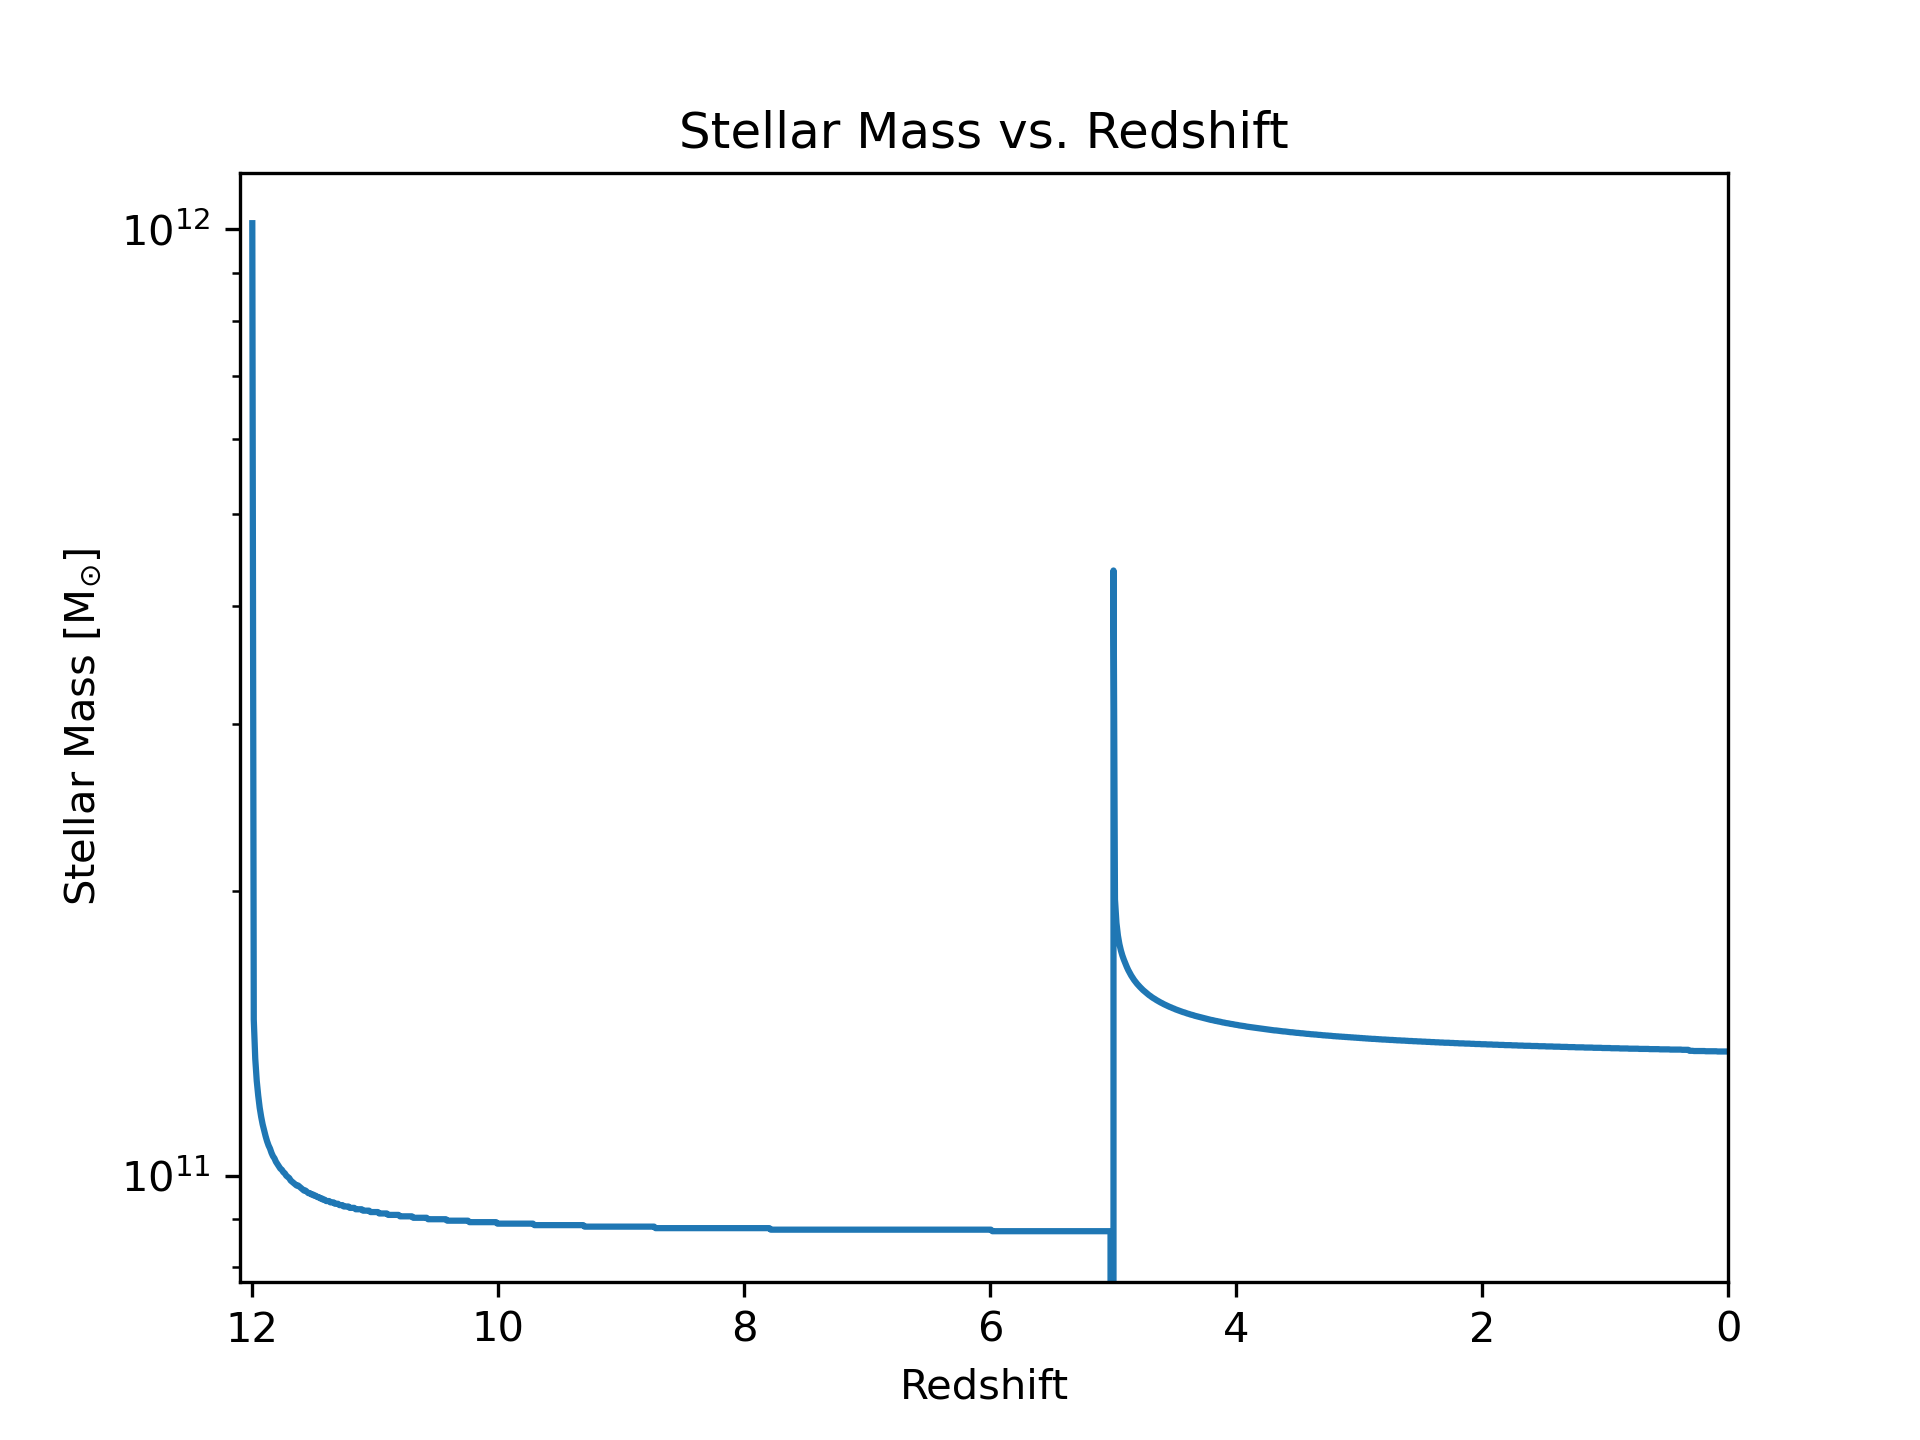 Stellar Mass vs. Redshift
10¹²
10¹¹
Stellar Mass [M☉]
12 10 8 6 4 2 0
Redshift